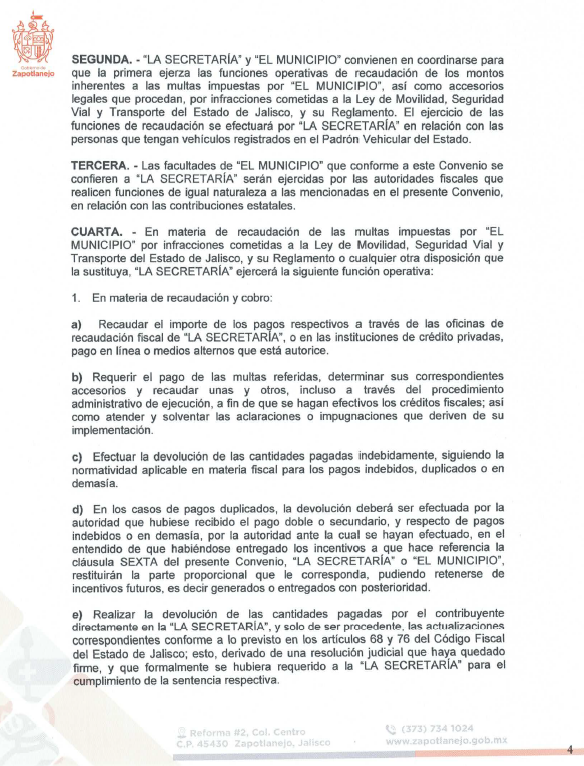 Gobierno de
Zapotlanejo
SEGUNDA. - “LA SECRETARÍA” y “EL MUNICIPIO” convienen en coordinarse para
que la primera ejerza las funciones operativas de recaudación de los montos
inherentes a las multas impuestas por “EL MUNICIPIO”, así como accesorios
legales que procedan, por infracciones cometidas a la Ley de Movilidad, Seguridad
Vial y Transporte del Estado de Jalisco, y su Reglamento. El ejercicio de las
funciones de recaudación se efectuará por “LA SECRETARÍA” en relación con las
personas que tengan vehículos registrados en el Padrón Vehicular del Estado.
TERCERA. - Las facultades de “EL MUNICIPIO” que conforme a este Convenio se
confieren a “LA SECRETARÍA” serán ejercidas por las autoridades fiscales que
realicen funciones de igual naturaleza a las mencionadas en el presente Convenio,
en relación con las contribuciones estatales.
CUARTA. - En materia de recaudación de las multas impuestas por “EL
MUNICIPIO” por infracciones cometidas a la Ley de Movilidad, Seguridad Vial y
Transporte del Estado de Jalisco, y su Reglamento o cualquier otra disposición que
la sustituya, “LA SECRETARÍA” ejercerá la siguiente función operativa:
1. En materia de recaudación y cobro:
a) Recaudar el importe de los pagos respectivos a través de las oficinas de
recaudación fiscal de “LA SECRETARÍA”, o en las instituciones de crédito privadas,
pago en línea o medios alternos que está autorice.
b) Requerir el pago de las multas referidas, determinar sus correspondientes
accesorios y recaudar unas y otros, incluso a través del procedimiento
administrativo de ejecución, a fin de que se hagan efectivos los créditos fiscales; así
como atender y solventar las aclaraciones o impugnaciones que deriven de su
implementación.
c) Efectuar la devolución de las cantidades pagadas indebidamente, siguiendo la
normatividad aplicable en materia fiscal para los pagos indebidos, duplicados o en
demasía.
d) En los casos de pagos duplicados, la devolución deberá ser efectuada por la
autoridad que hubiese recibido el pago doble o secundario, y respecto de pagos
indebidos o en demasía, por la autoridad ante la cual se hayan efectuado, en el
entendido de que habiéndose entregado los incentivos a que hace referencia la
cláusula SEXTA del presente Convenio, “LA SECRETARÍA” o “EL MUNICIPIO”,
restituirán la parte proporcional que le corresponda, pudiendo retenerse de
incentivos futuros, es decir generados o entregados con posterioridad.
e) Realizar la devolución de las cantidades pagadas por el contribuyente
directamente en la “LA SECRETARÍA”, y solo de ser procedente, las actualizaciones
correspondientes conforme a lo previsto en los artículos 68 y 76 del Código Fiscal
del Estado de Jalisco; esto, derivado de una resolución judicial que haya quedado
firme, y que formalmente se hubiera requerido a la “LA SECRETARÍA” para el
cumplimiento de la sentencia respectiva.
Reforma #2, Col. Centro
C.P. 45430 Zapotlanejo, Jalisco
(373) 734 1024
www.zapotlanejo.gob.mx
4